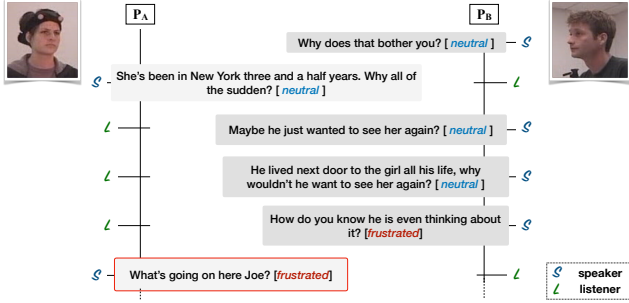 P_A
P_B
Why does that bother you? [ neutral ]
S
S
She's been in New York three and a half years. Why all of
the sudden? [ neutral ]
L
L
Maybe he just wanted to see her again? [ neutral ]
S
L
He lived next door to the girl all his life, why
wouldn't he want to see her again? [ neutral ]
S
L
How do you know he is even thinking about
it? [frustrated]
S
S
What's going on here Joe? [frustrated]
L
S speaker
L listener